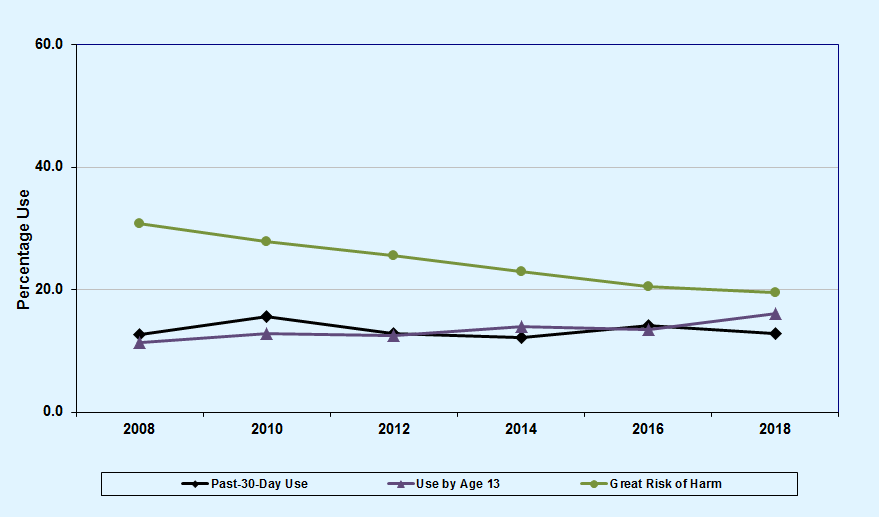 60.0
40.0
20.0
0.0
Percentage Use
2008 2010 2012 2014 2016 2018
Past-30-Day Use Use by Age 13 Great Risk of Harm